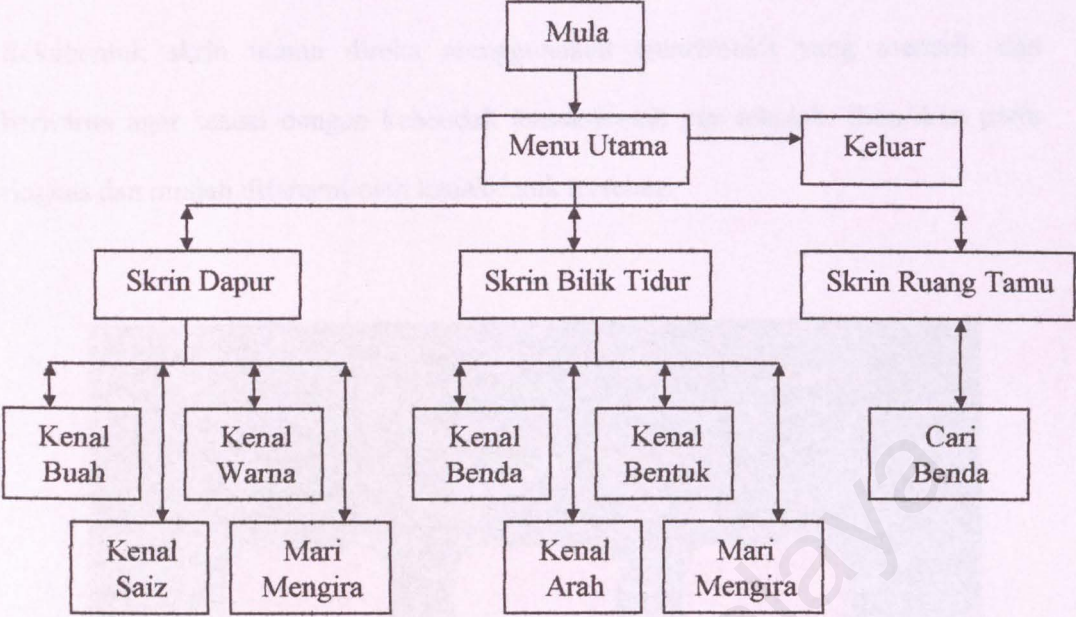 Mula
Menu Utama
Keluar
Skrin Dapur
Skrin Bilik Tidur
Skrin Ruang Tamu
Kenal
Buah
Kenal
Warna
Kenal
Benda
Kenal
Bentuk
Cari
Benda
Kenal
Saiz
Mari
Mengira
Kenal
Arah
Mari
Mengira